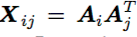 X_{ij} = A_i A_j^T